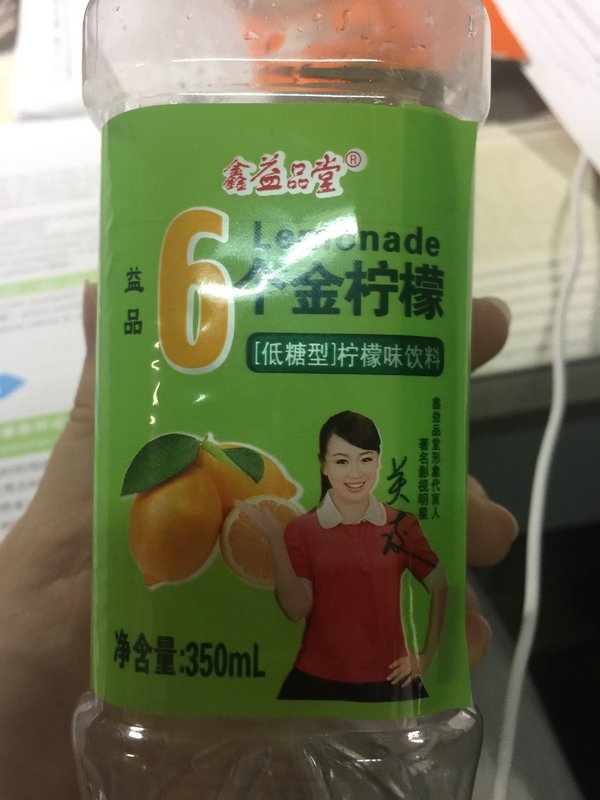 鑫益品堂®
益品
6
Lemonade
个金柠檬
[低糖型]柠檬味饮料
鑫益品堂形象代言人
著名影视明星
净含量:350mL